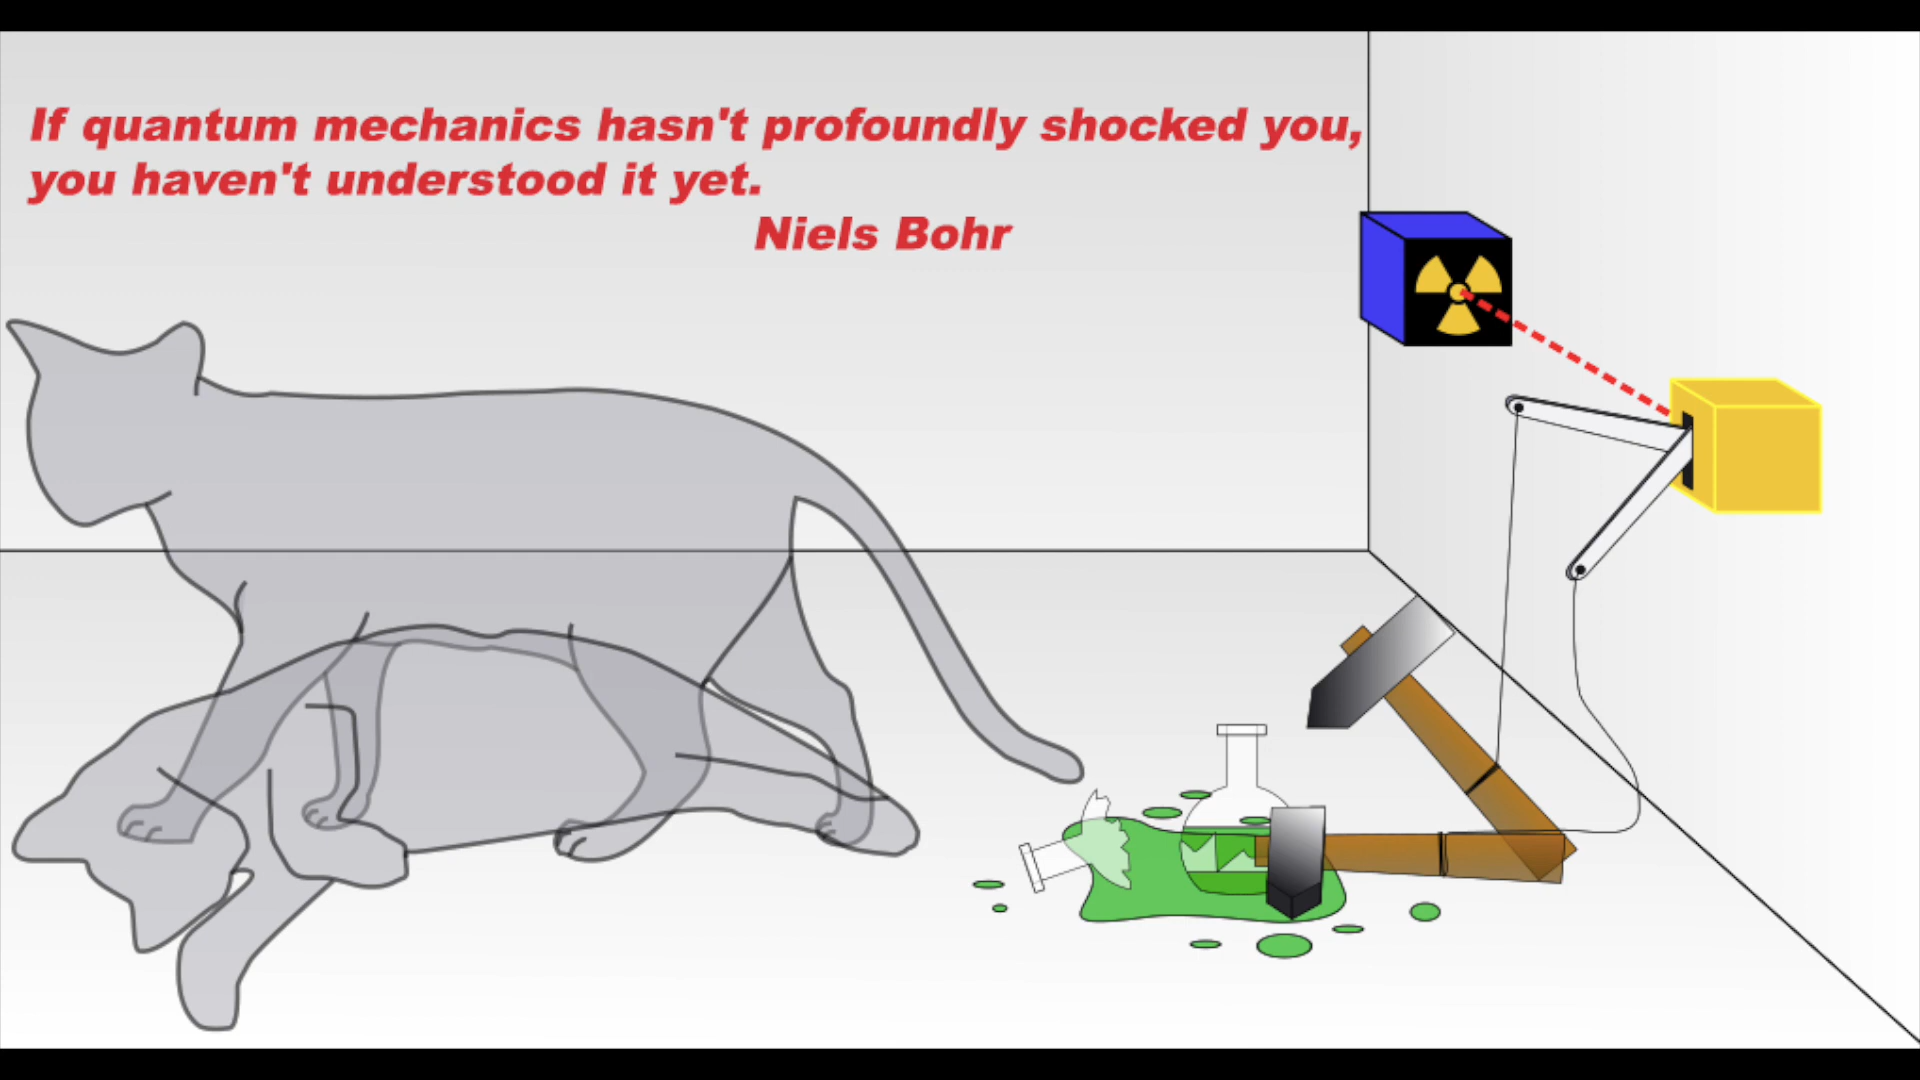 If quantum mechanics hasn't profoundly shocked you,
you haven't understood it yet.
Niels Bohr